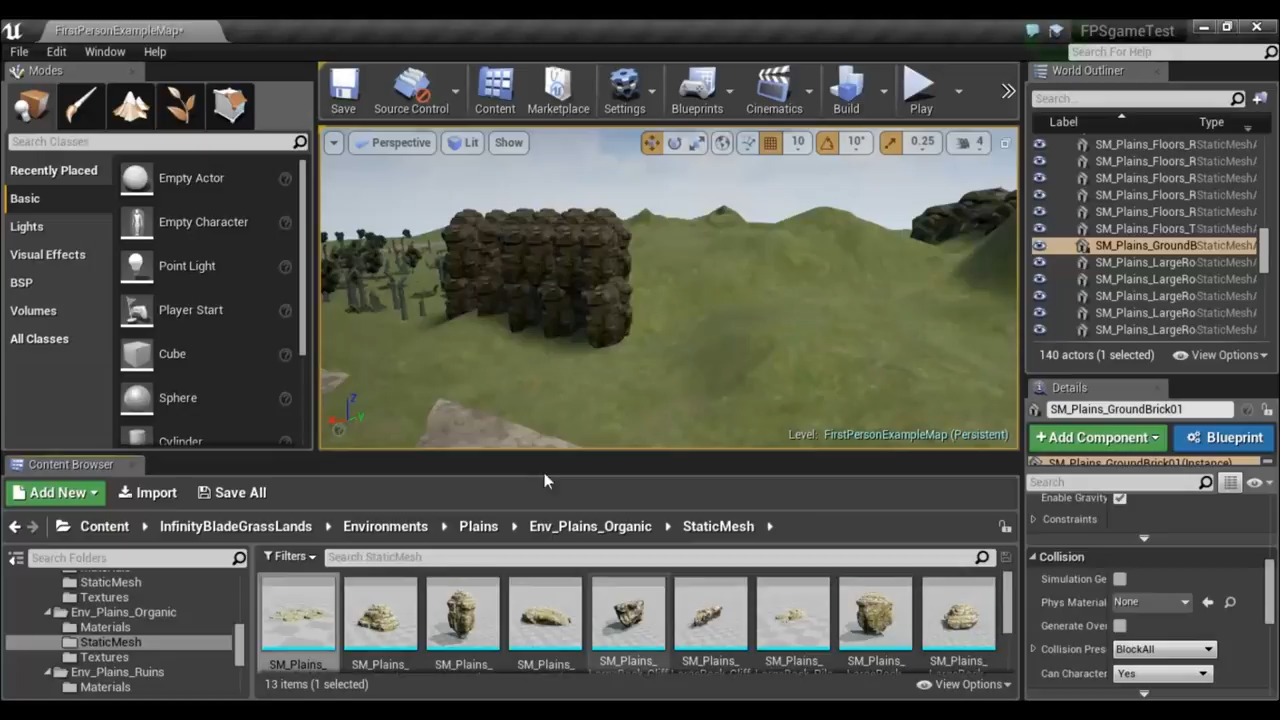 FirstPersonExampleMap*
FPSgameTest
File Edit Window Help
Search For Help
Modes
Search Classes
Recently Placed
Basic
Lights
Visual Effects
BSP
Volumes
All Classes
Empty Actor
Empty Character
Point Light
Player Start
Cube
Sphere
Cylinder
Save
Source Control
Content
Marketplace
Settings
Blueprints
Cinematics
Build
Play
Perspective
Lit
Show
10
10°
0.25
4
Z
Y
Level: FirstPersonExampleMap (Persistent)
World Outliner
Search...
Label Type
SM_Plains_Floors_R StaticMesh/
SM_Plains_Floors_R StaticMesh/
SM_Plains_Floors_R StaticMesh/
SM_Plains_Floors_R StaticMesh/
SM_Plains_Floors_R StaticMesh/
SM_Plains_Floors_T StaticMesh/
SM_Plains_GroundB StaticMesh/
SM_Plains_LargeRo StaticMesh/
SM_Plains_LargeRo StaticMesh/
SM_Plains_LargeRo StaticMesh/
SM_Plains_LargeRo StaticMesh/
SM_Plains_LargeRo StaticMesh/
140 actors (1 selected)
View Options
Details
SM_Plains_GroundBrick01
+Add Component
Blueprint
SM_Plains_GroundBrick01(Instance)
Search
Enable Gravity
Constraints
Collision
Simulation Ge
Phys Material None
Generate Over
Collision Pres BlockAll
Can Character Yes
Content Browser
Add New
Import
Save All
Content
InfinityBladeGrassLands
Environments
Plains
Env_Plains_Organic
StaticMesh
Search Folders
StaticMesh
Textures
Env_Plains_Organic
Materials
StaticMesh
Textures
Env_Plains_Ruins
Materials
Filters
Search StaticMesh
SM_Plains_
SM_Plains_
SM_Plains_
SM_Plains_
SM_Plains_
SM_Plains_
SM_Plains_
SM_Plains_
SM_Plains_
13 items (1 selected)
View Options